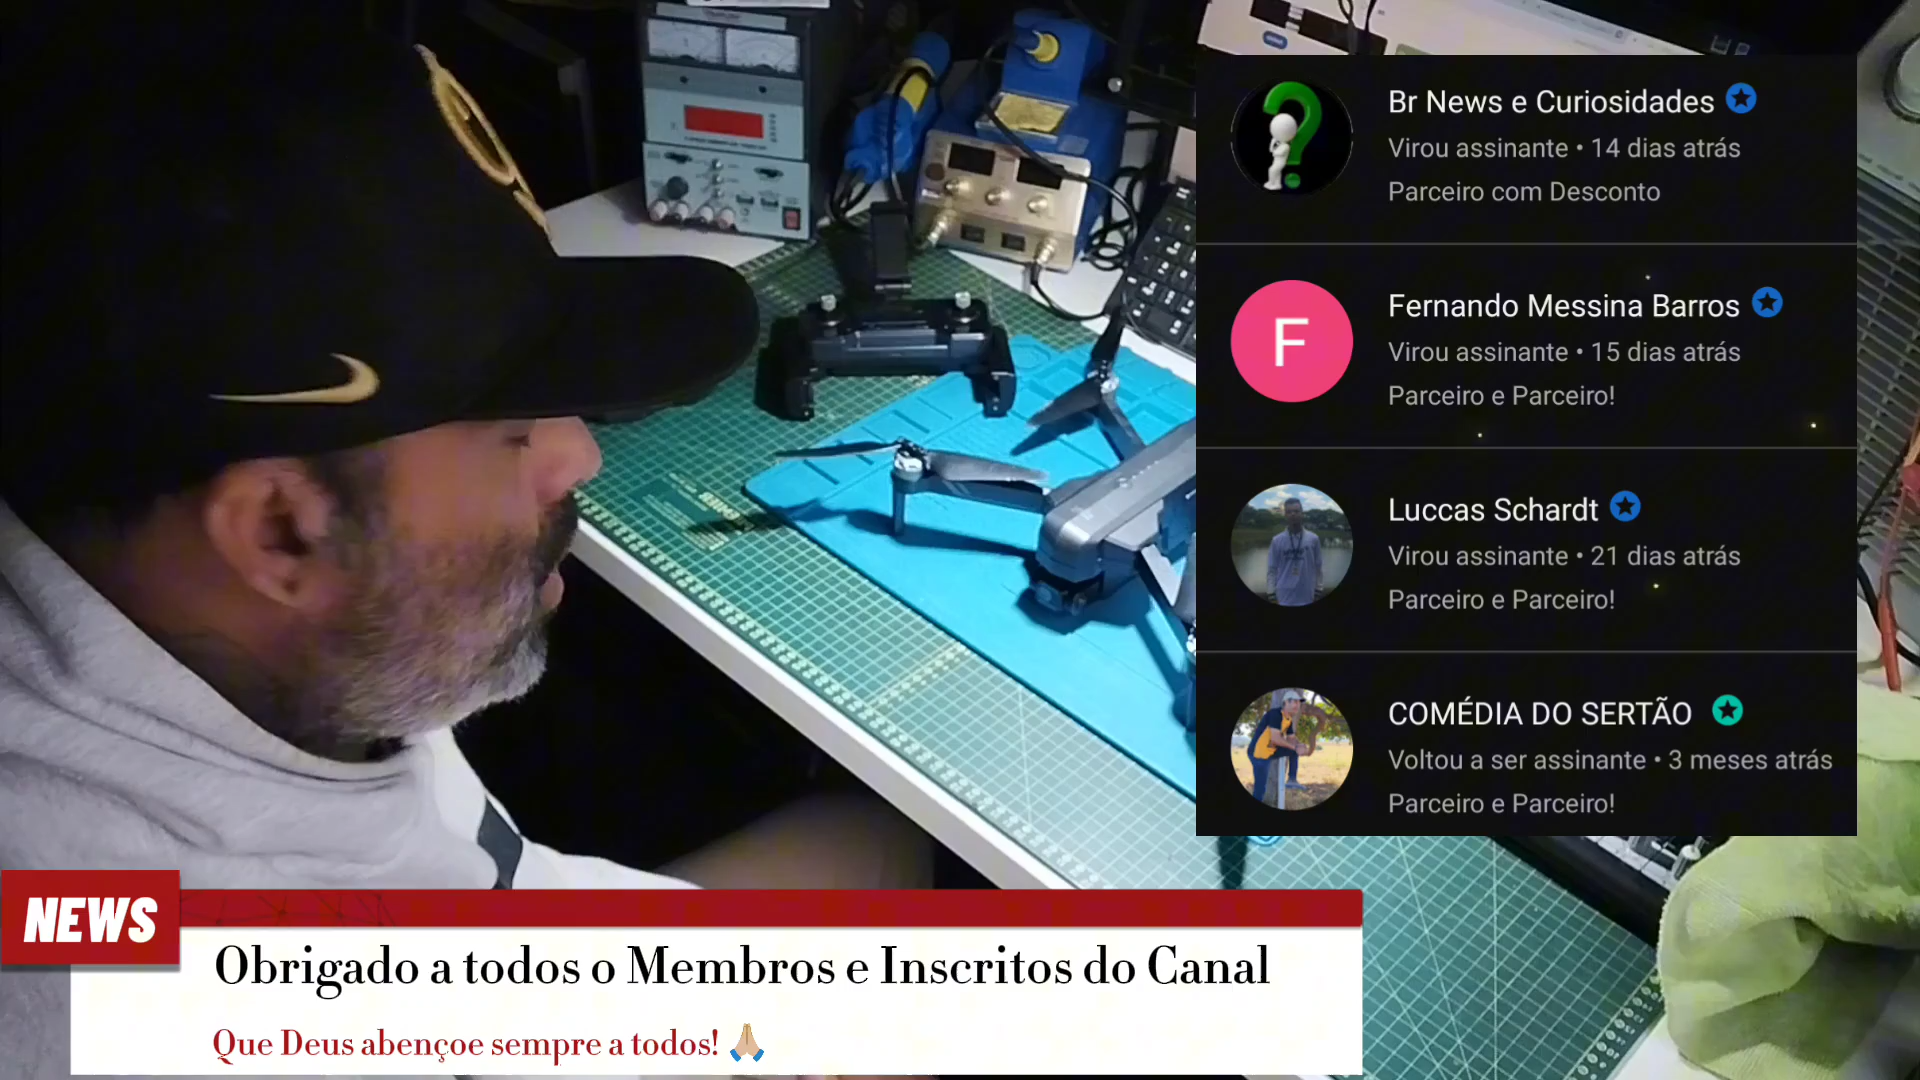 Br News e Curiosidades
Virou assinante • 14 dias atrás
Parceiro com Desconto
F
Fernando Messina Barros
Virou assinante • 15 dias atrás
Parceiro e Parceiro!
Luccas Schardt
Virou assinante • 21 dias atrás
Parceiro e Parceiro!
COMÉDIA DO SERTÃO
Voltou a ser assinante • 3 meses atrás
Parceiro e Parceiro!
NEWS
Obrigado a todos o Membros e Inscritos do Canal
Que Deus abençoe sempre a todos! 🙏🏼